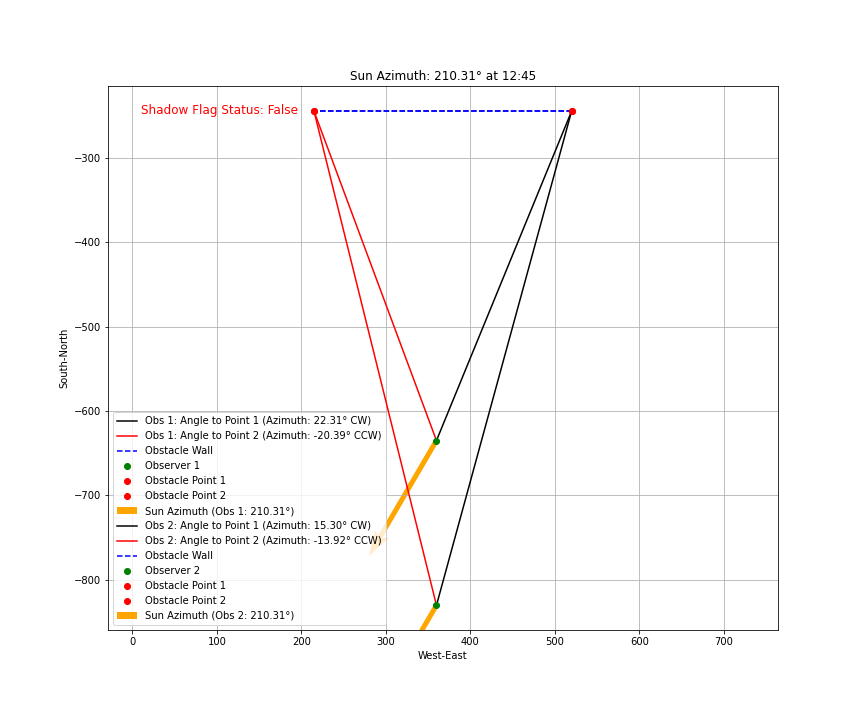 Sun Azimuth: 210.31° at 12:45
Shadow Flag Status: False
−300
−400
−500
−600
−700
−800
South-North
Obs 1: Angle to Point 1 (Azimuth: 22.31° CW)
Obs 1: Angle to Point 2 (Azimuth: -20.39° CCW)
Obstacle Wall
Observer 1
Obstacle Point 1
Obstacle Point 2
Sun Azimuth (Obs 1: 210.31°)
Obs 2: Angle to Point 1 (Azimuth: 15.30° CW)
Obs 2: Angle to Point 2 (Azimuth: -13.92° CCW)
Obstacle Wall
Observer 2
Obstacle Point 1
Obstacle Point 2
Sun Azimuth (Obs 2: 210.31°)
0 100 200 300 400 500 600 700
West-East